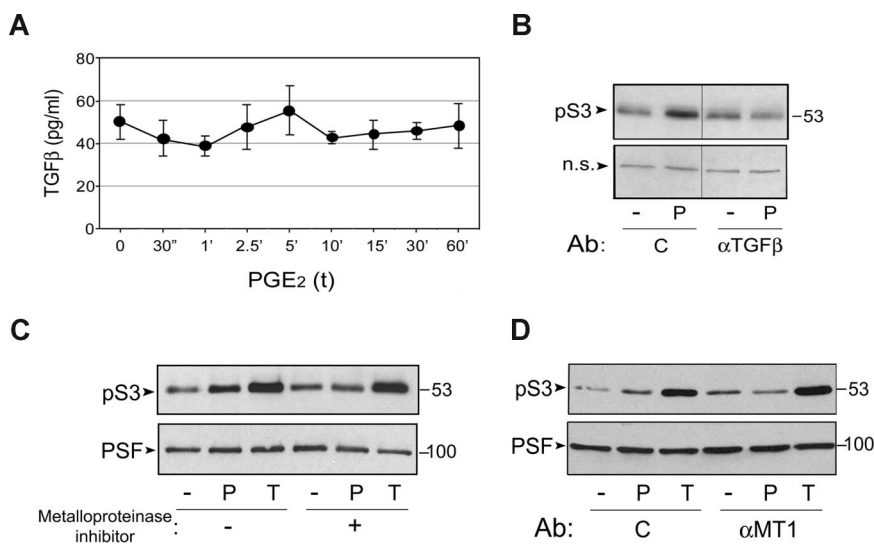 A
80
60
40
20
0
TGFβ (pg/ml)
0 30” 1’ 2.5’ 5’ 10’ 15’ 30’ 60’
PGE2 (t)
B
pS3
53
n.s.
- P - P
Ab: C αTGFβ
C
pS3
53
PSF
100
- P T - P T
Metalloproteinase
inhibitor : - +
D
pS3
53
PSF
100
- P T - P T
Ab: C αMT1